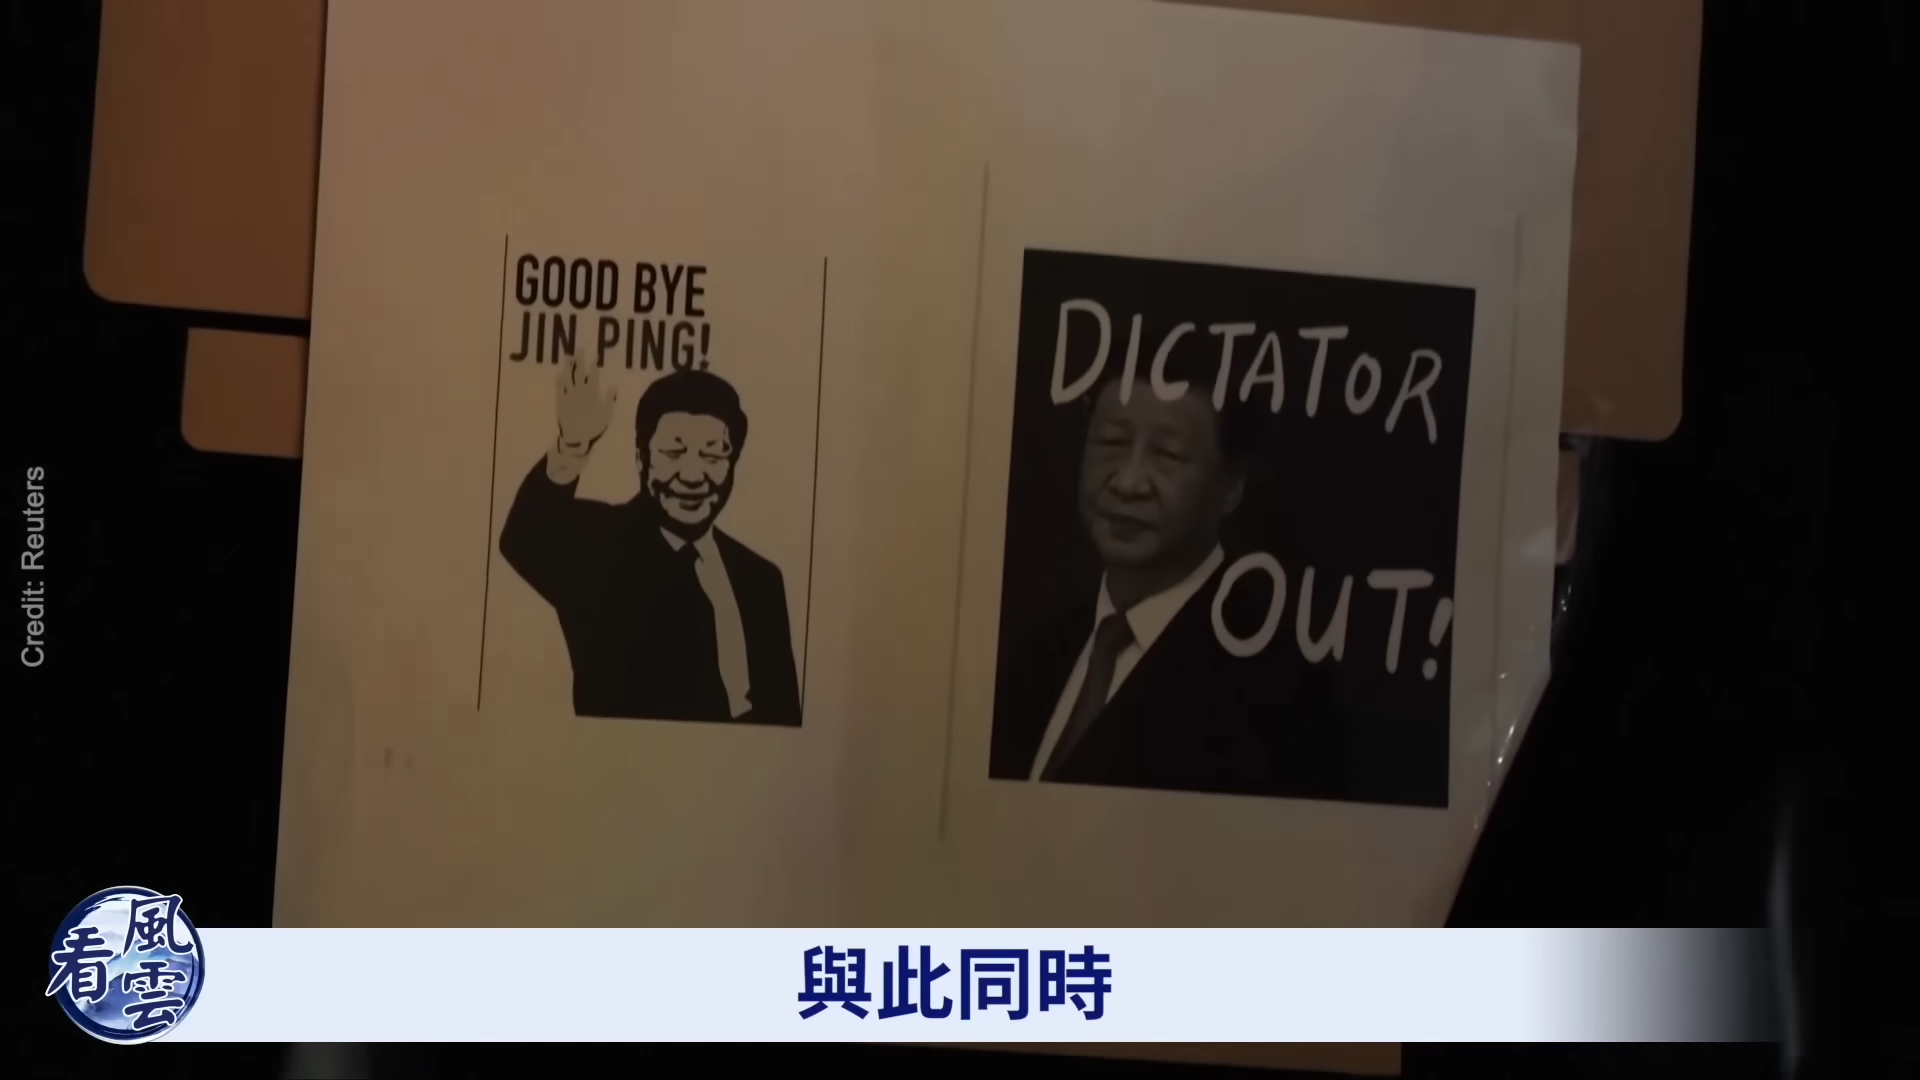 GOOD BYE
JIN PING!
DICTATOR
OUT!
Credit: Reuters
看風雲
與此同時